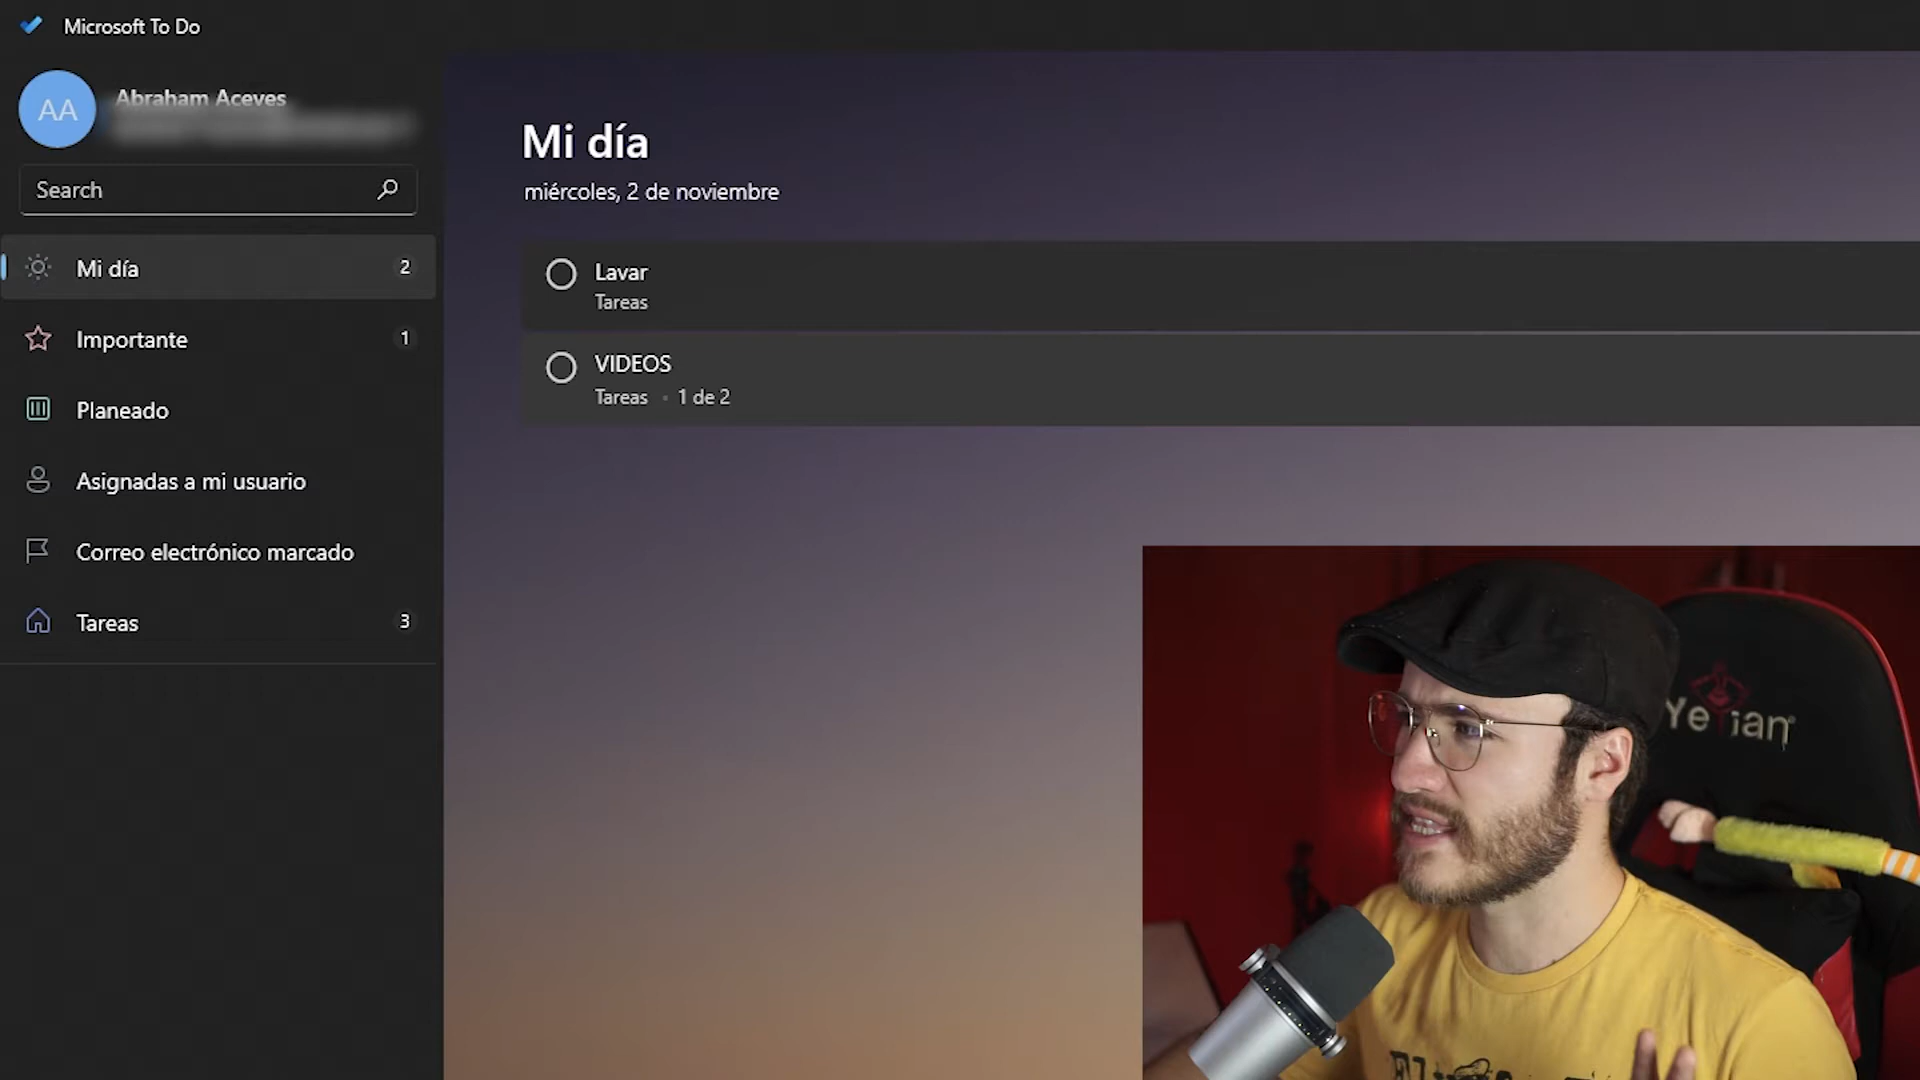 Microsoft To Do
AA
Abraham Aceves
Search
Mi día
2
Importante
1
Planeado
Asignadas a mi usuario
Correo electrónico marcado
Tareas
3
Mi día
miércoles, 2 de noviembre
Lavar
Tareas
VIDEOS
Tareas • 1 de 2